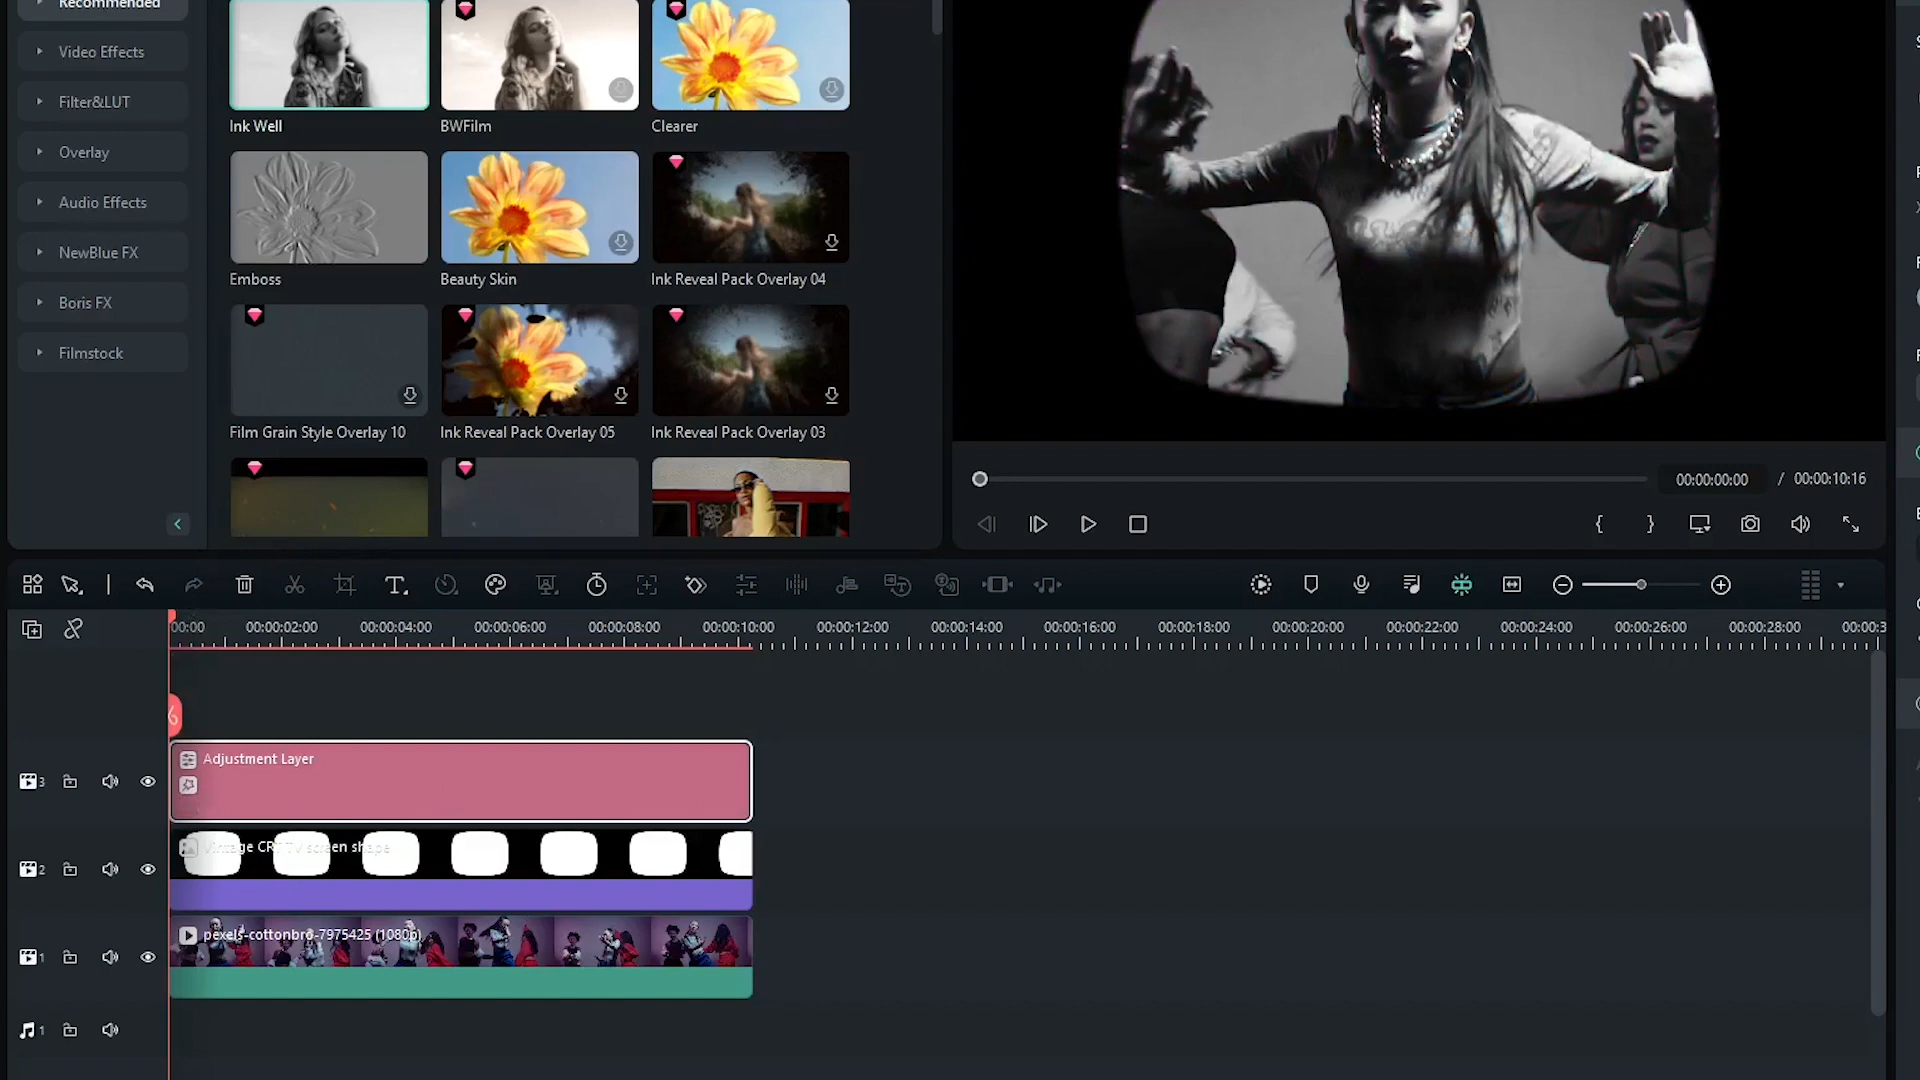 Recommended
Video Effects
Filter&LUT
Overlay
Audio Effects
NewBlue FX
Boris FX
Filmstock
Ink Well
BWFilm
Clearer
Emboss
Beauty Skin
Ink Reveal Pack Overlay 04
Film Grain Style Overlay 10
Ink Reveal Pack Overlay 05
Ink Reveal Pack Overlay 03
00:00:00:00 / 00:00:10:16
00:00 00:00:02:00 00:00:04:00 00:00:06:00 00:00:08:00 00:00:10:00 00:00:12:00 00:00:14:00 00:00:16:00 00:00:18:00 00:00:20:00 00:00:22:00 00:00:24:00 00:00:26:00 00:00:28:00 00:00:3
3
Adjustment Layer
2
Vintage CRT TV screen shape
1
pexels-cottonbro-7975425 (1080p)
1